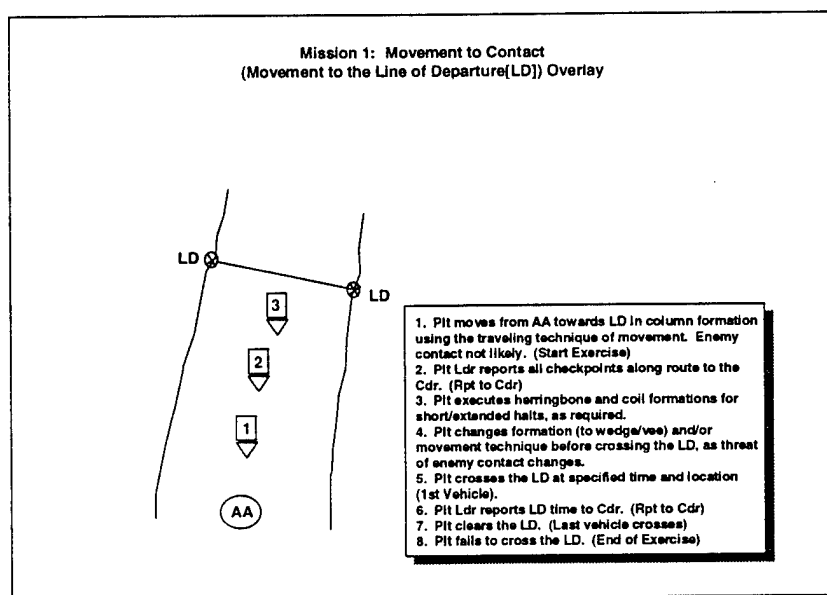 Mission 1: Movement to Contact
(Movement to the Line of Departure[LD]) Overlay
LD
LD
3
2
1
AA
1. Plt moves from AA towards LD in column formation
using the traveling technique of movement. Enemy
contact not likely. (Start Exercise)
2. Plt Ldr reports all checkpoints along route to the
Cdr. (Rpt to Cdr)
3. Plt executes herringbone and coil formations for
short/extended halts, as required.
4. Plt changes formation (to wedge/vee) and/or
movement technique before crossing the LD, as threat
of enemy contact changes.
5. Plt crosses the LD at specified time and location
(1st Vehicle).
6. Plt Ldr reports LD time to Cdr. (Rpt to Cdr)
7. Plt clears the LD. (Last vehicle crosses)
8. Plt fails to cross the LD. (End of Exercise)